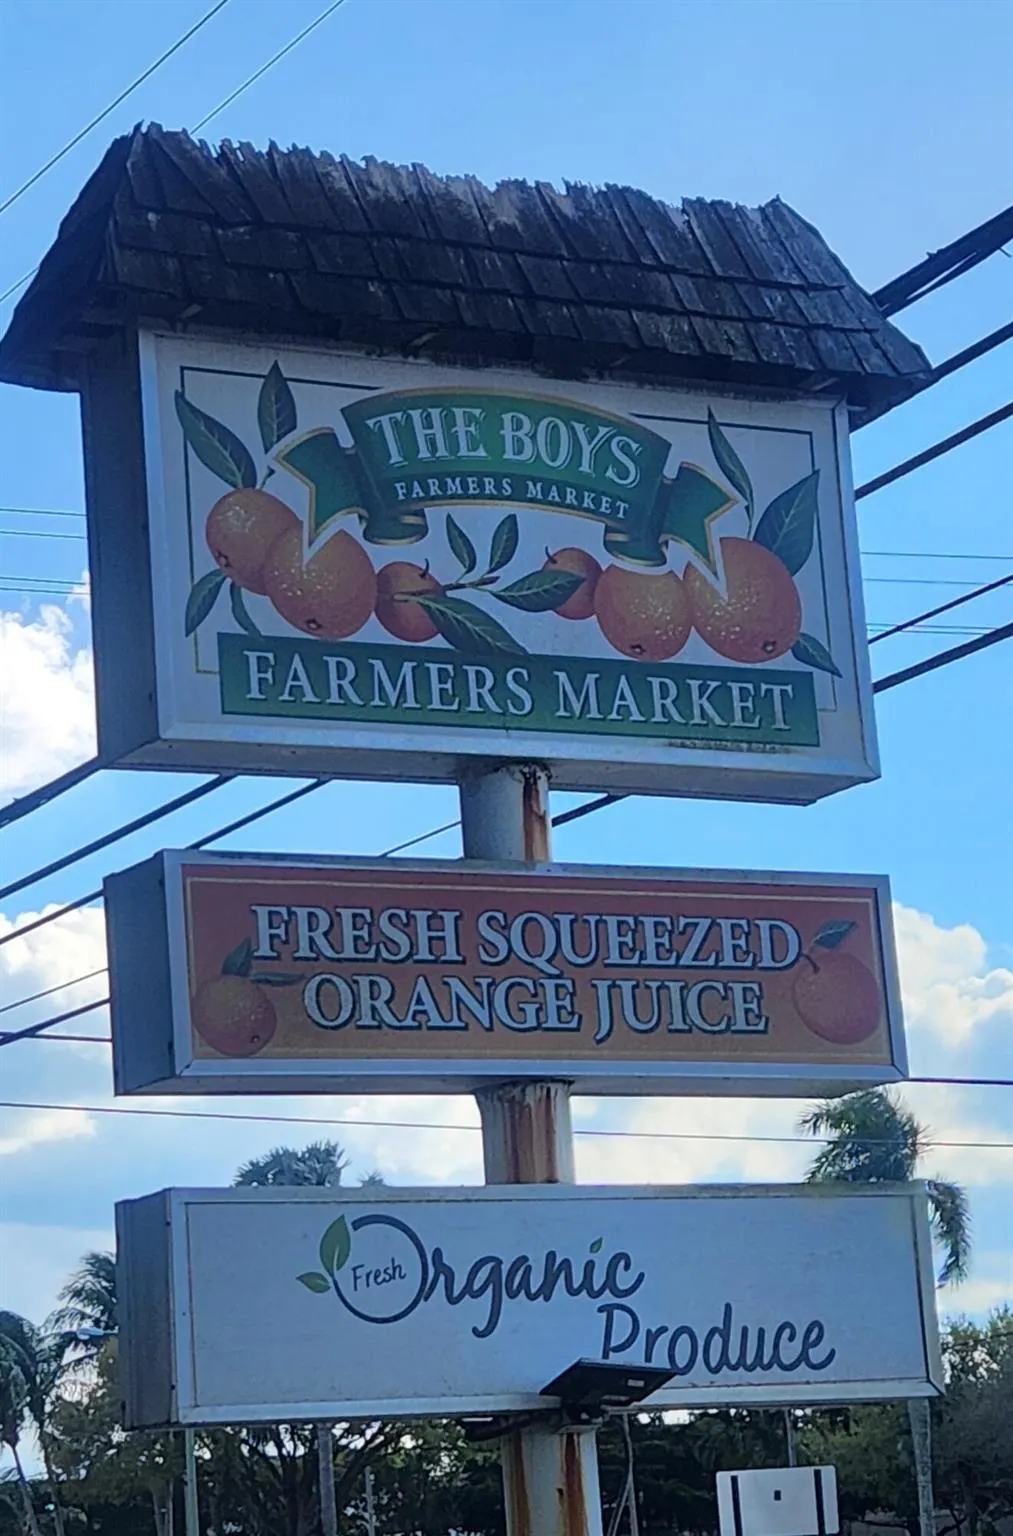 THE BOYS
FARMERS MARKET
FARMERS MARKET
FRESH SQUEEZED
ORANGE JUICE
Fresh Organic
Produce